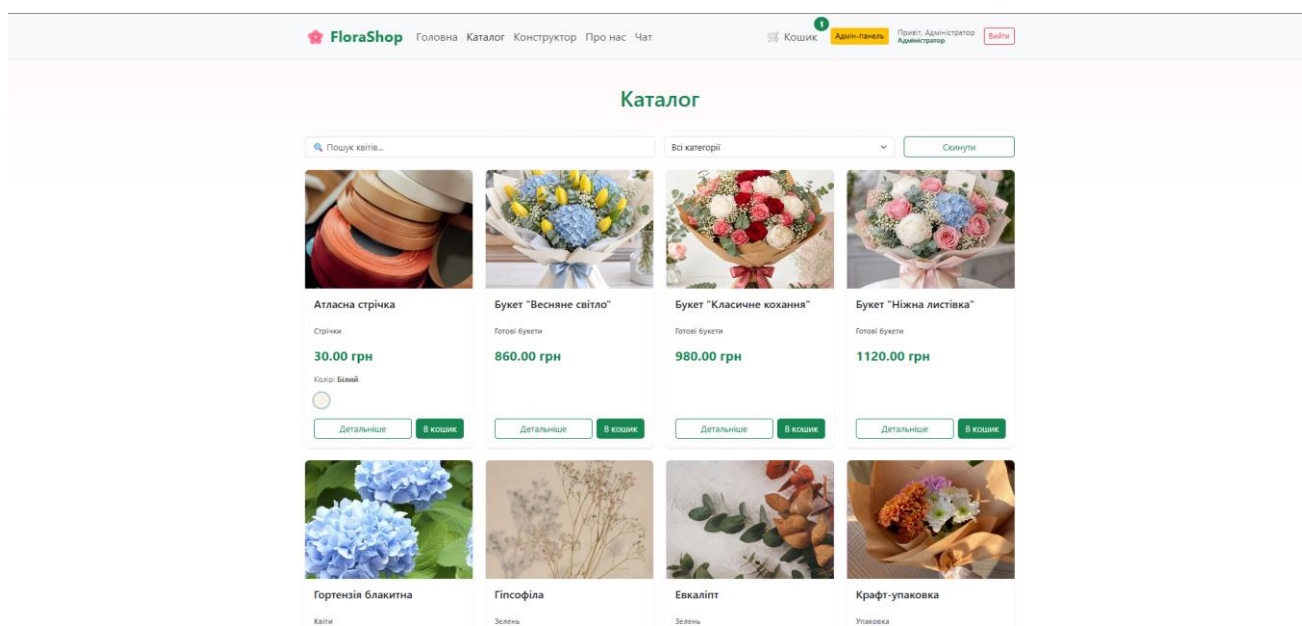 FloraShop Головна Каталог Конструктор Про нас Чат Кошик 1 Адмін-панель Привіт, Адміністратор Вийти
Адміністратор
Каталог
Пошук квітів... Всі категорії Скинути
Атласна стрічка Букет "Весняне світло" Букет "Класичне кохання" Букет "Ніжна листівка"
Стрічки Готові букети Готові букети Готові букети
30.00 грн 860.00 грн 980.00 грн 1120.00 грн
Колір: Білий
Детальніше В кошик Детальніше В кошик Детальніше В кошик Детальніше В кошик
Гортензія блакитна Гіпсофіла Евкаліпт Крафт-упаковка
Квіти Зелень Зелень Упаковка